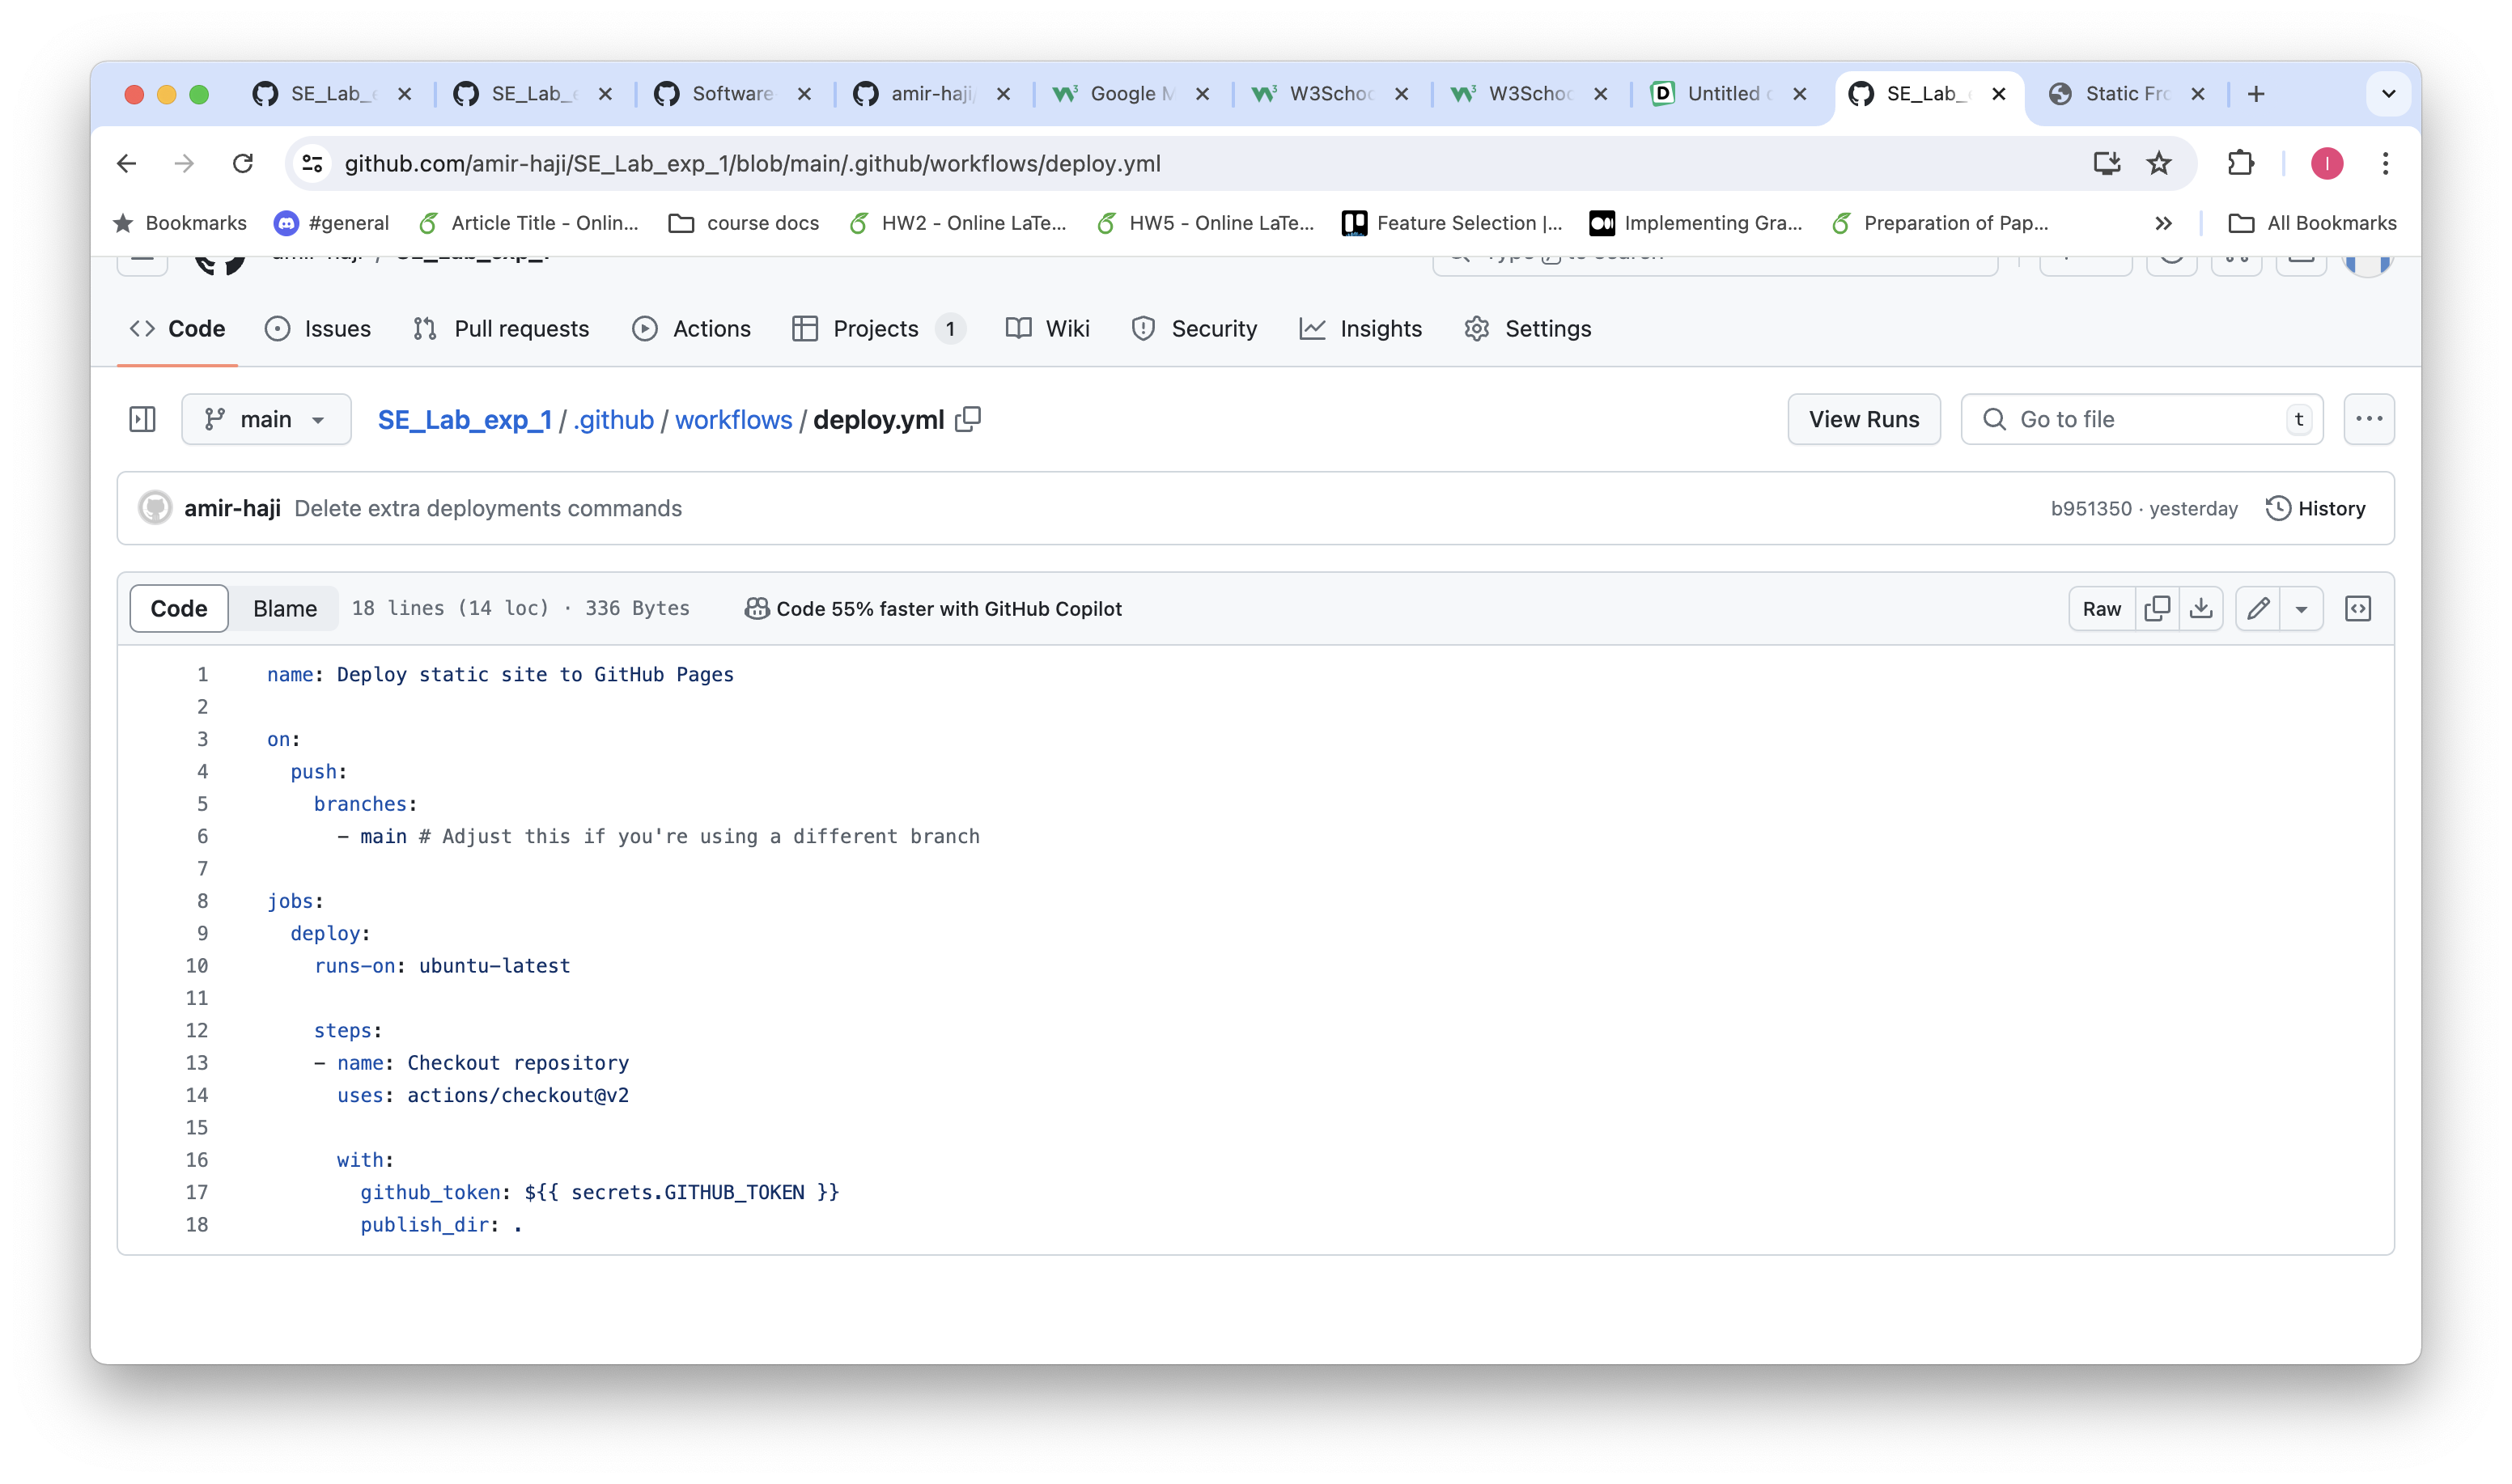 SE_Lab_ SE_Lab_ Software amir-haji Google W3Schoo W3Schoo Untitled SE_Lab_ Static Fro
github.com/amir-haji/SE_Lab_exp_1/blob/main/.github/workflows/deploy.yml
Bookmarks #general Article Title - Onlin... course docs HW2 - Online LaTe... HW5 - Online LaTe... Feature Selection |... Implementing Gra... Preparation of Pap... » All Bookmarks
amir-haji / SE_Lab_exp_1 Type / to search
Code Issues Pull requests Actions Projects 1 Wiki Security Insights Settings
main SE_Lab_exp_1 / .github / workflows / deploy.yml View Runs Go to file t
amir-haji Delete extra deployments commands b951350 · yesterday History
Code Blame 18 lines (14 loc) · 336 Bytes Code 55% faster with GitHub Copilot Raw
1 name: Deploy static site to GitHub Pages
2
3 on:
4 push:
5 branches:
6 - main # Adjust this if you're using a different branch
7
8 jobs:
9 deploy:
10 runs-on: ubuntu-latest
11
12 steps:
13 - name: Checkout repository
14 uses: actions/checkout@v2
15
16 with:
17 github_token: ${{ secrets.GITHUB_TOKEN }}
18 publish_dir: .